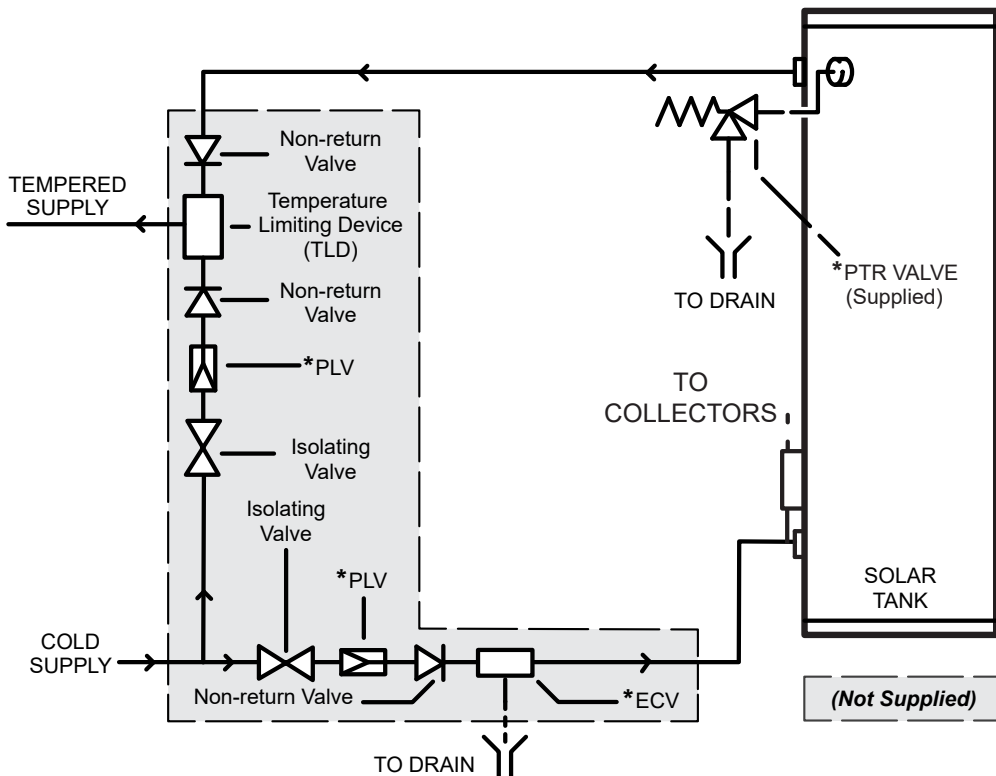 Non-return
Valve
TEMPERED
SUPPLY
Temperature
Limiting Device
(TLD)
*PTR VALVE
(Supplied)
Non-return
Valve
TO DRAIN
*PLV
TO
COLLECTORS
Isolating
Valve
Isolating
Valve
*PLV
SOLAR
TANK
COLD
SUPPLY
Non-return Valve
*ECV
(Not Supplied)
TO DRAIN